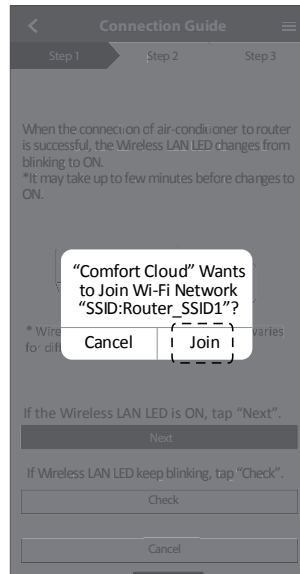 Connection Guide
Step 1 Step 2 Step 3
When the connection of air-conditioner to router
is successful, the Wireless LAN LED changes from
blinking to ON.
*It may take up to few minutes before changes to
ON.
"Comfort Cloud" Wants
to Join Wi-Fi Network
"SSID:Router_SSID1"?
* Wire varies
for diff
Cancel Join
If the Wireless LAN LED is ON, tap "Next".
Next
If Wireless LAN LED keep blinking, tap "Check".
Check
Cancel